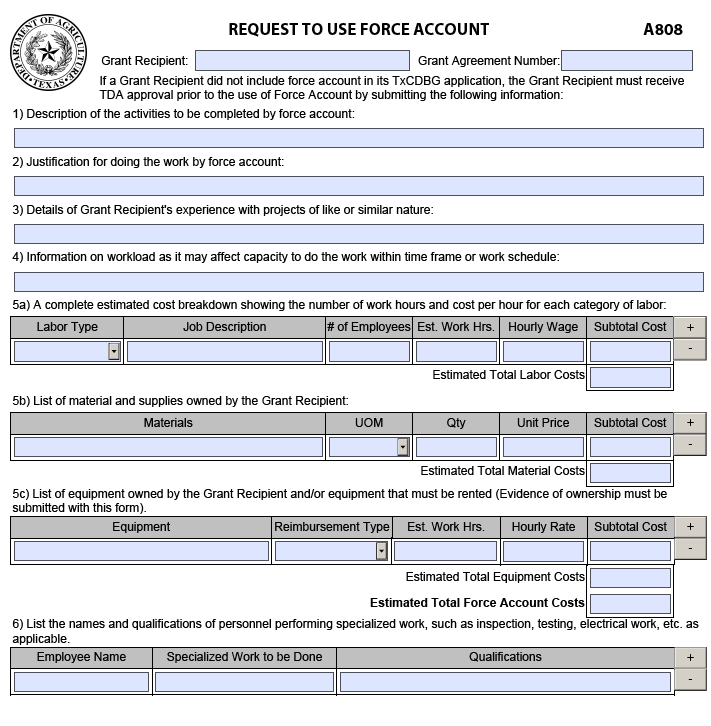 DEPARTMENT OF AGRICULTURE
TEXAS
REQUEST TO USE FORCE ACCOUNT
A808
Grant Recipient:
Grant Agreement Number:
If a Grant Recipient did not include force account in its TxCDBG application, the Grant Recipient must receive
TDA approval prior to the use of Force Account by submitting the following information:
1) Description of the activities to be completed by force account:
2) Justification for doing the work by force account:
3) Details of Grant Recipient's experience with projects of like or similar nature:
4) Information on workload as it may affect capacity to do the work within time frame or work schedule:
5a) A complete estimated cost breakdown showing the number of work hours and cost per hour for each category of labor:
Labor Type Job Description # of Employees Est. Work Hrs. Hourly Wage Subtotal Cost +
-
Estimated Total Labor Costs
5b) List of material and supplies owned by the Grant Recipient:
Materials UOM Qty Unit Price Subtotal Cost +
-
Estimated Total Material Costs
5c) List of equipment owned by the Grant Recipient and/or equipment that must be rented (Evidence of ownership must be
submitted with this form).
Equipment Reimbursement Type Est. Work Hrs. Hourly Rate Subtotal Cost +
-
Estimated Total Equipment Costs
Estimated Total Force Account Costs
6) List the names and qualifications of personnel performing specialized work, such as inspection, testing, electrical work, etc. as
applicable.
Employee Name Specialized Work to be Done Qualifications +
-